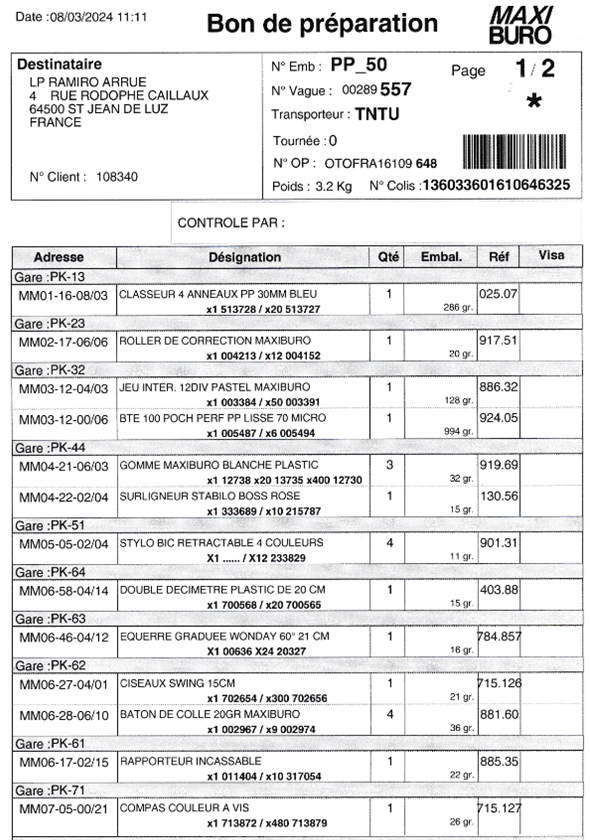 Date :08/03/2024 11:11
Bon de préparation
MAXI
BURO
Destinataire
LP RAMIRO ARRUE
4 RUE RODOPHE CAILLAUX
64500 ST JEAN DE LUZ
FRANCE
N° Client : 108340
N° Emb : PP_50
Page 1/ 2
N° Vague : 00289 557
*
Transporteur : TNTU
Tournée : 0
N° OP : OTOFRA16109 648
Poids : 3.2 Kg N° Colis : 136033601610646325
CONTROLE PAR :
Adresse Désignation Qté Embal. Réf Visa
Gare :PK-13
MM01-16-08/03 CLASSEUR 4 ANNEAUX PP 30MM BLEU 1 025.07
x1 513728 / x20 513727 286 gr.
Gare :PK-23
MM02-17-06/06 ROLLER DE CORRECTION MAXIBURO 1 917.51
x1 004213 / x12 004152 20 gr.
Gare :PK-32
MM03-12-04/03 JEU INTER. 12DIV PASTEL MAXIBURO 1 886.32
x1 003384 / x50 003391 128 gr.
MM03-12-00/06 BTE 100 POCH PERF PP LISSE 70 MICRO 1 924.05
x1 005487 / x6 005494 994 gr.
Gare :PK-44
MM04-21-06/03 GOMME MAXIBURO BLANCHE PLASTIC 3 919.69
x1 12738 x20 13735 x400 12730 32 gr.
MM04-22-02/04 SURLIGNEUR STABILO BOSS ROSE 1 130.56
x1 333689 / x10 215787 15 gr.
Gare :PK-51
MM05-05-02/04 STYLO BIC RETRACTABLE 4 COULEURS 4 901.31
X1 ...... / X12 233829 11 gr.
Gare :PK-64
MM06-58-04/14 DOUBLE DECIMETRE PLASTIC DE 20 CM 1 403.88
x1 700568 / x20 700565 15 gr.
Gare :PK-63
MM06-46-04/12 EQUERRE GRADUEE WONDAY 60° 21 CM 1 784.857
X1 00636 X24 20327 16 gr.
Gare :PK-62
MM06-27-04/01 CISEAUX SWING 15CM 1 715.126
x1 702654 / x300 702656 21 gr.
MM06-28-06/10 BATON DE COLLE 20GR MAXIBURO 4 881.60
x1 002967 / x9 002974 36 gr.
Gare :PK-61
MM06-17-02/15 RAPPORTEUR INCASSABLE 1 885.35
x1 011404 / x10 317054 22 gr.
Gare :PK-71
MM07-05-00/21 COMPAS COULEUR A VIS 1 715.127
x1 713872 / x480 713879 26 gr.